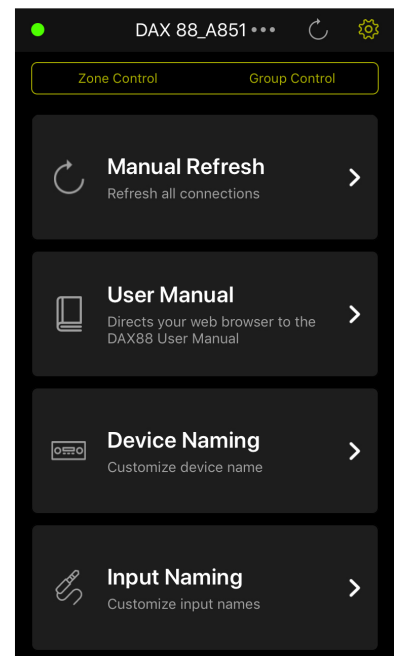 DAX 88_A851 •••
Zone Control Group Control
Manual Refresh
Refresh all connections
User Manual
Directs your web browser to the
DAX88 User Manual
Device Naming
Customize device name
Input Naming
Customize input names